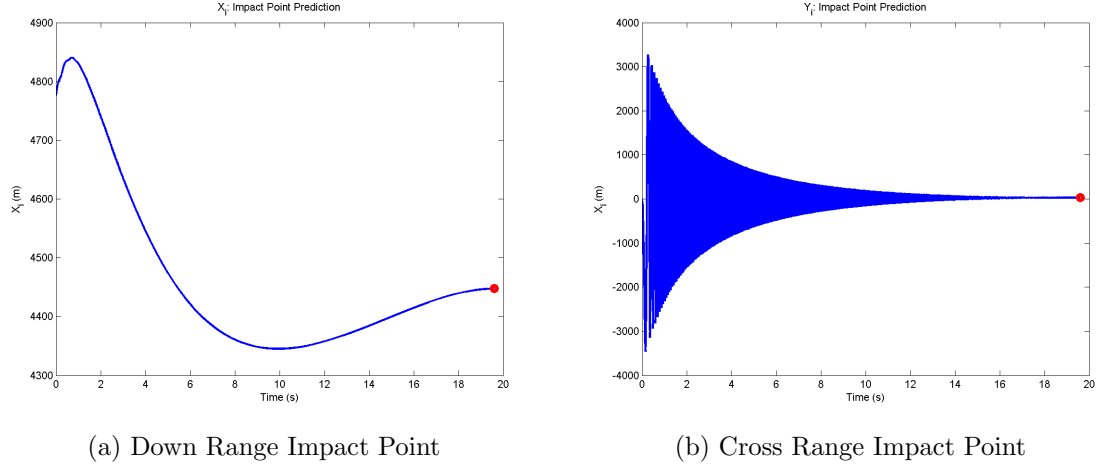 X_i: Impact Point Prediction
4900
4800
4700
4600
4500
4400
4300
X_i (m)
0 2 4 6 8 10 12 14 16 18 20
Time (s)
(a) Down Range Impact Point
Y_i: Impact Point Prediction
4000
3000
2000
1000
0
-1000
-2000
-3000
-4000
X_i (m)
0 2 4 6 8 10 12 14 16 18 20
Time (s)
(b) Cross Range Impact Point